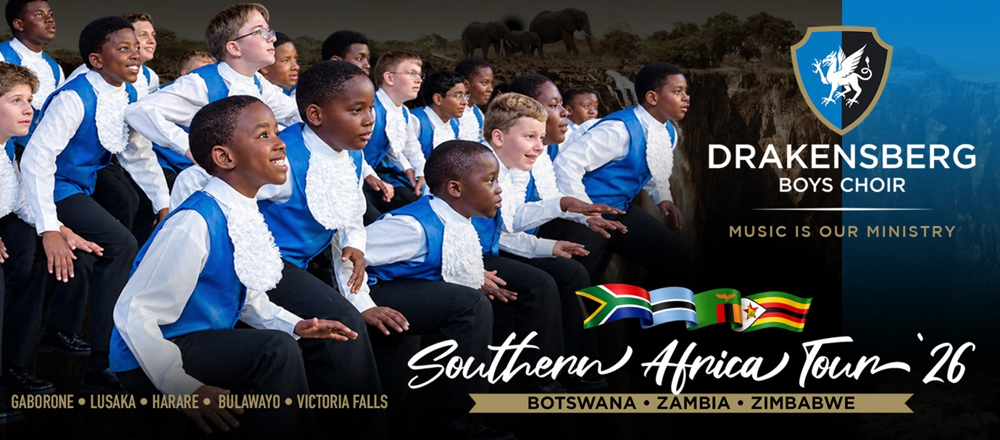 DRAKENSBERG
BOYS CHOIR
MUSIC IS OUR MINISTRY
Southern Africa Tour '26
BOTSWANA • ZAMBIA • ZIMBABWE
GABORONE • LUSAKA • HARARE • BULAWAYO • VICTORIA FALLS